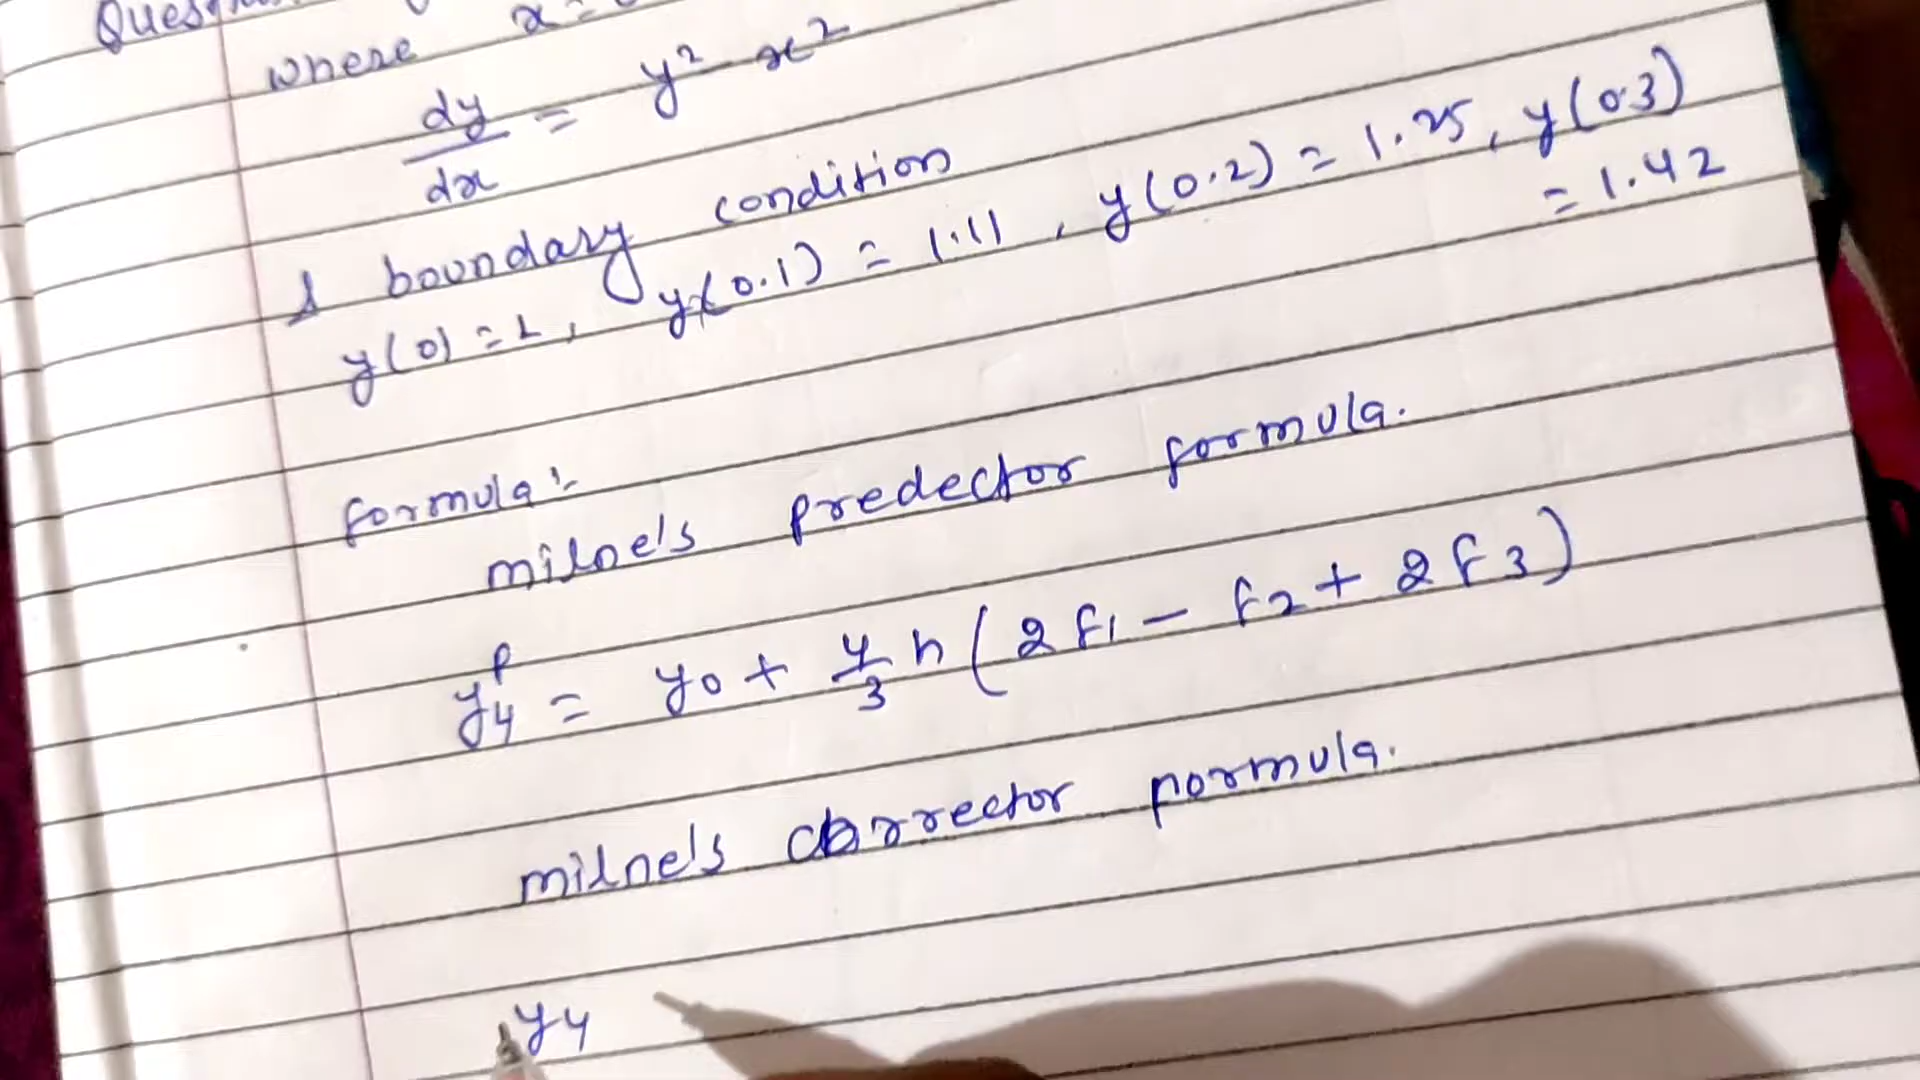 where x =
dy/dx = y² - x²
& boundary condition
y(0) = 1, y(0.1) = 1.11, y(0.2) = 1.25, y(0.3)
= 1.42
formula:-
milne's predector formula.
y₄ᵖ = y₀ + 4/3 h (2f₁ - f₂ + 2f₃)
milne's corrector formula.
y₄